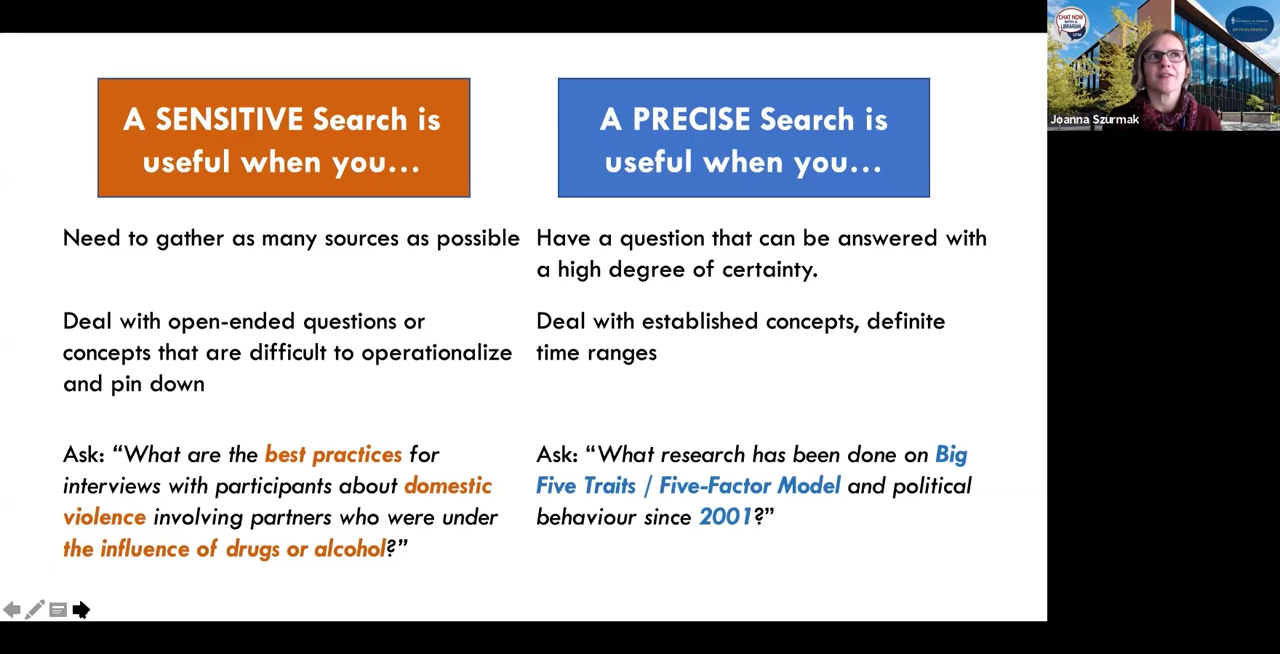 A SENSITIVE Search is
useful when you...
A PRECISE Search is
useful when you...
Need to gather as many sources as possible
Have a question that can be answered with
a high degree of certainty.
Deal with open-ended questions or
concepts that are difficult to operationalize
and pin down
Deal with established concepts, definite
time ranges
Ask: “What are the best practices for
interviews with participants about domestic
violence involving partners who were under
the influence of drugs or alcohol?”
Ask: “What research has been done on Big
Five Traits / Five-Factor Model and political
behaviour since 2001?”
CHAT NOW
WITH A
LIBRARIAN
UTM
Joanna Szurmak